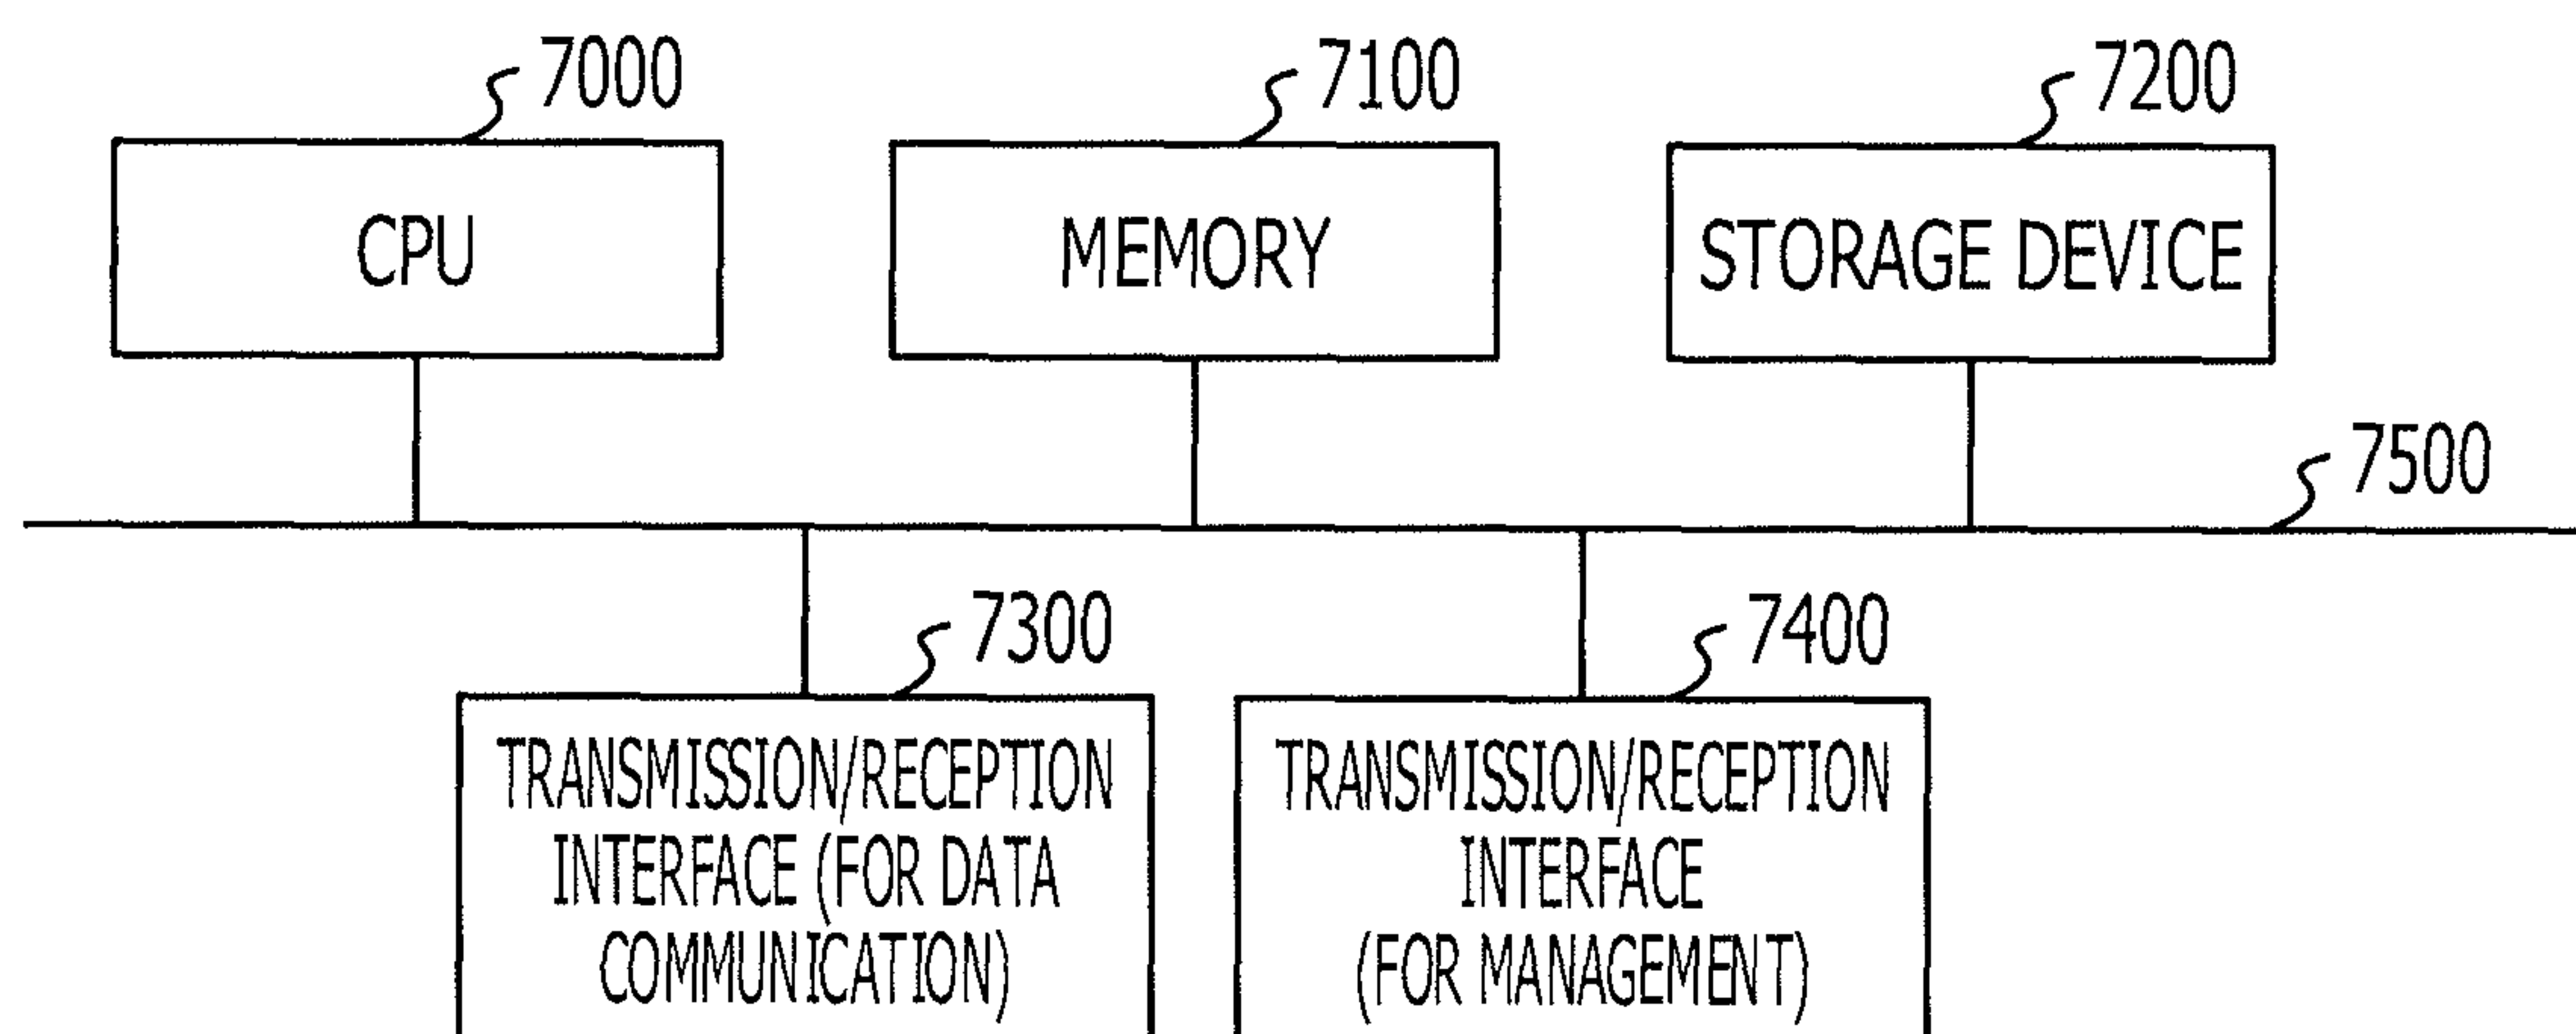 7000
7100
7200
CPU
MEMORY
STORAGE DEVICE
7500
7300
7400
TRANSMISSION/RECEPTION
INTERFACE (FOR DATA
COMMUNICATION)
TRANSMISSION/RECEPTION
INTERFACE
(FOR MANAGEMENT)